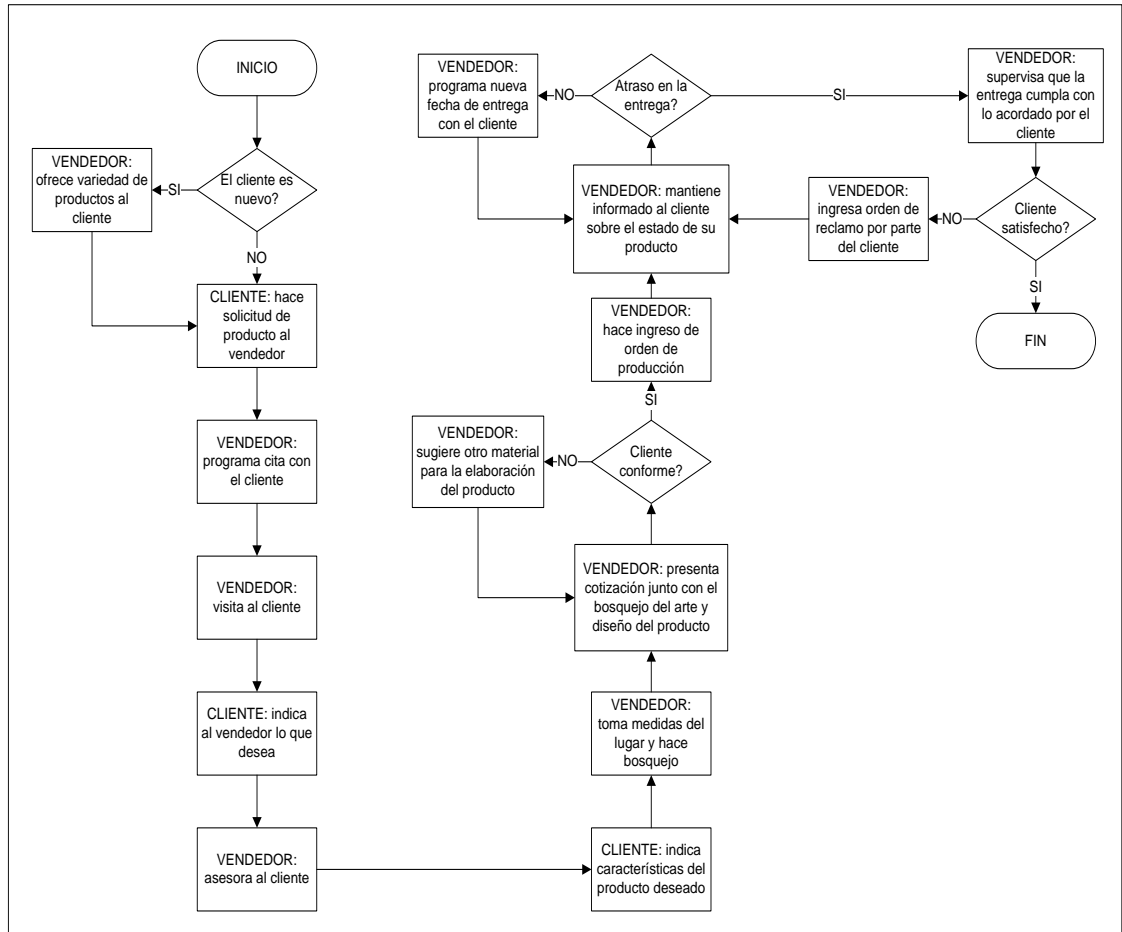 INICIO
El cliente es
nuevo?
SI
VENDEDOR:
ofrece variedad de
productos al
cliente
NO
CLIENTE: hace
solicitud de
producto al
vendedor
VENDEDOR:
programa cita con
el cliente
VENDEDOR:
visita al cliente
CLIENTE: indica
al vendedor lo que
desea
VENDEDOR:
asesora al cliente
CLIENTE: indica
características del
producto deseado
VENDEDOR:
toma medidas del
lugar y hace
bosquejo
VENDEDOR: presenta
cotización junto con el
bosquejo del arte y
diseño del producto
Cliente
conforme?
NO
VENDEDOR:
sugiere otro material
para la elaboración
del producto
SI
VENDEDOR:
hace ingreso de
orden de
producción
VENDEDOR: mantiene
informado al cliente
sobre el estado de su
producto
Atraso en la
entrega?
NO
VENDEDOR:
programa nueva
fecha de entrega
con el cliente
SI
VENDEDOR:
supervisa que la
entrega cumpla con
lo acordado por el
cliente
Cliente
satisfecho?
NO
VENDEDOR:
ingresa orden de
reclamo por parte
del cliente
SI
FIN